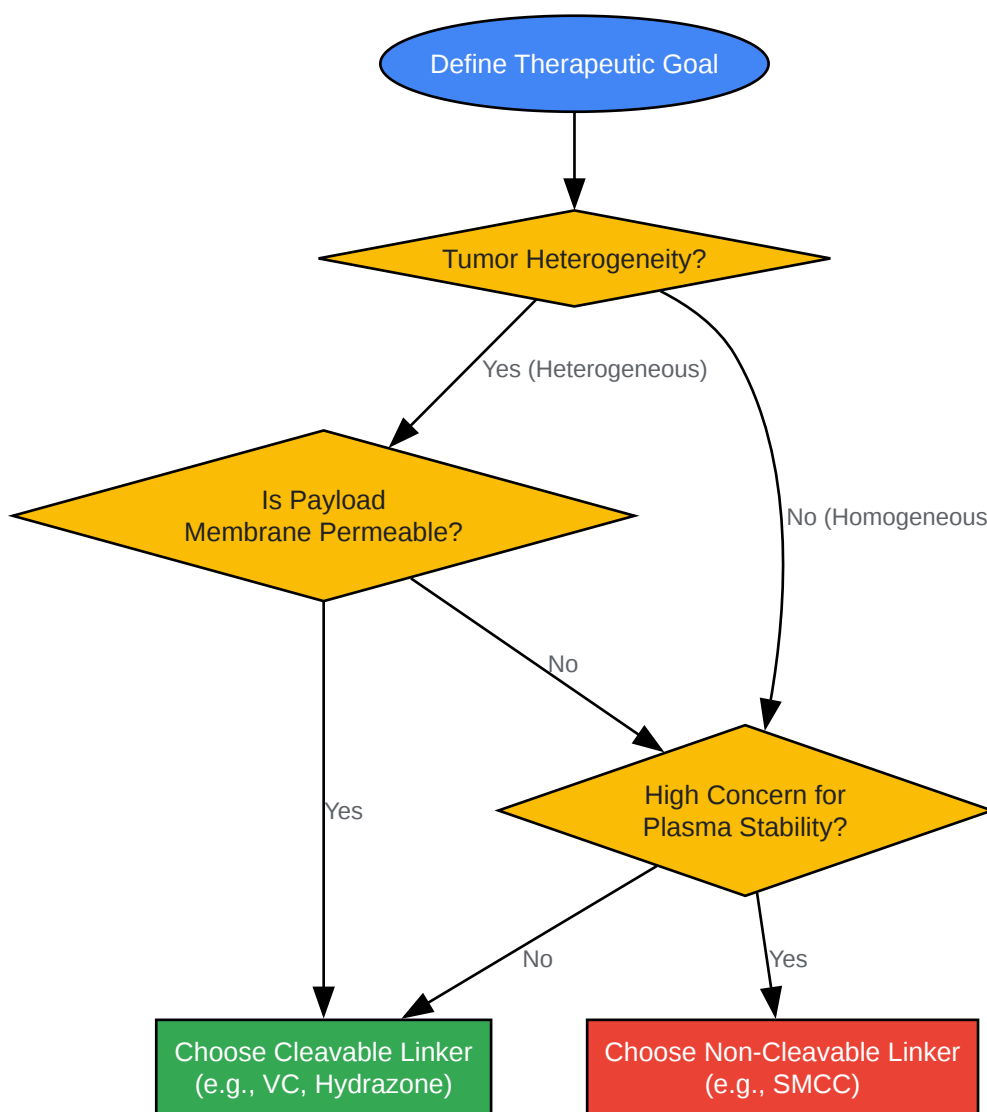 Define Therapeutic Goal
Tumor Heterogeneity?
Yes (Heterogeneous)
Is Payload
Membrane Permeable?
No (Homogeneous
No
High Concern for
Plasma Stability?
Yes
No
Yes
Choose Cleavable Linker
(e.g., VC, Hydrazone)
Choose Non-Cleavable Linker
(e.g., SMCC)